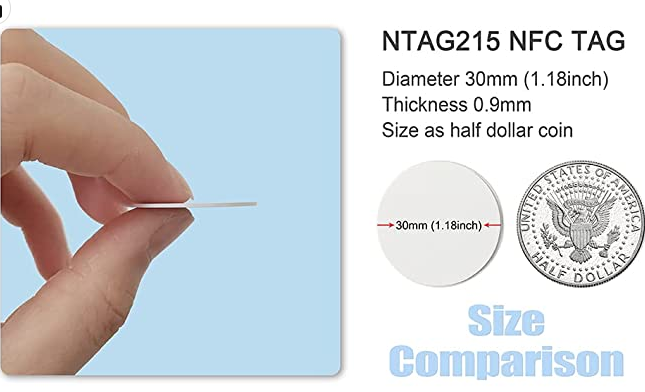 NTAG215 NFC TAG
Diameter 30mm (1.18inch)
Thickness 0.9mm
Size as half dollar coin
30mm (1.18inch)
UNITED STATES OF AMERICA
HALF DOLLAR
Size
Comparison